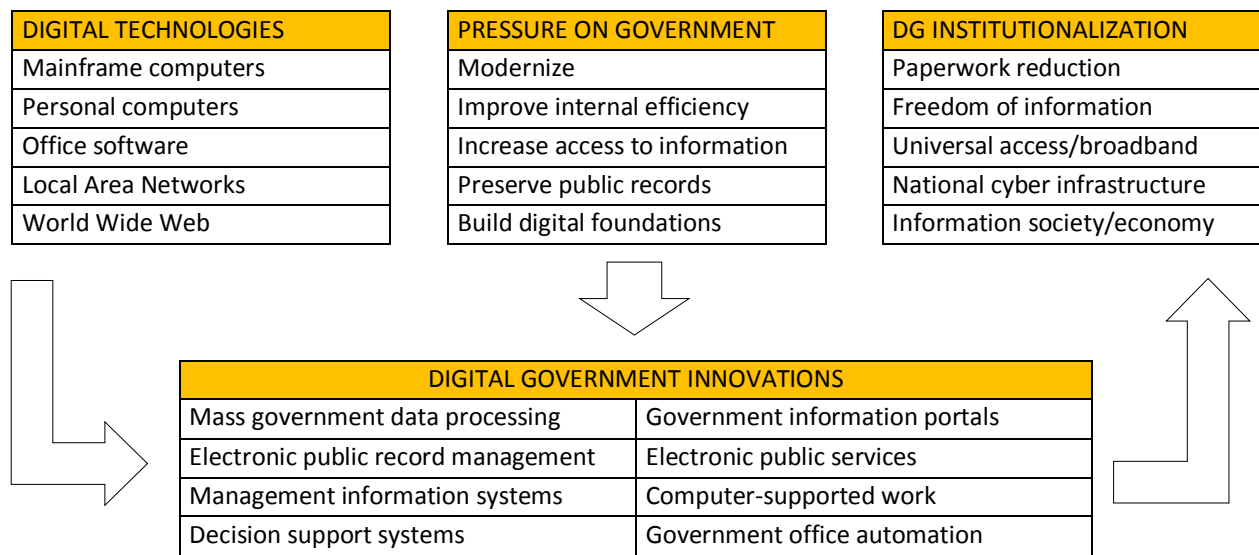 DIGITAL TECHNOLOGIES
Mainframe computers
Personal computers
Office software
Local Area Networks
World Wide Web
PRESSURE ON GOVERNMENT
Modernize
Improve internal efficiency
Increase access to information
Preserve public records
Build digital foundations
DG INSTITUTIONALIZATION
Paperwork reduction
Freedom of information
Universal access/broadband
National cyber infrastructure
Information society/economy
DIGITAL GOVERNMENT INNOVATIONS
Mass government data processing
Government information portals
Electronic public record management
Electronic public services
Management information systems
Computer-supported work
Decision support systems
Government office automation